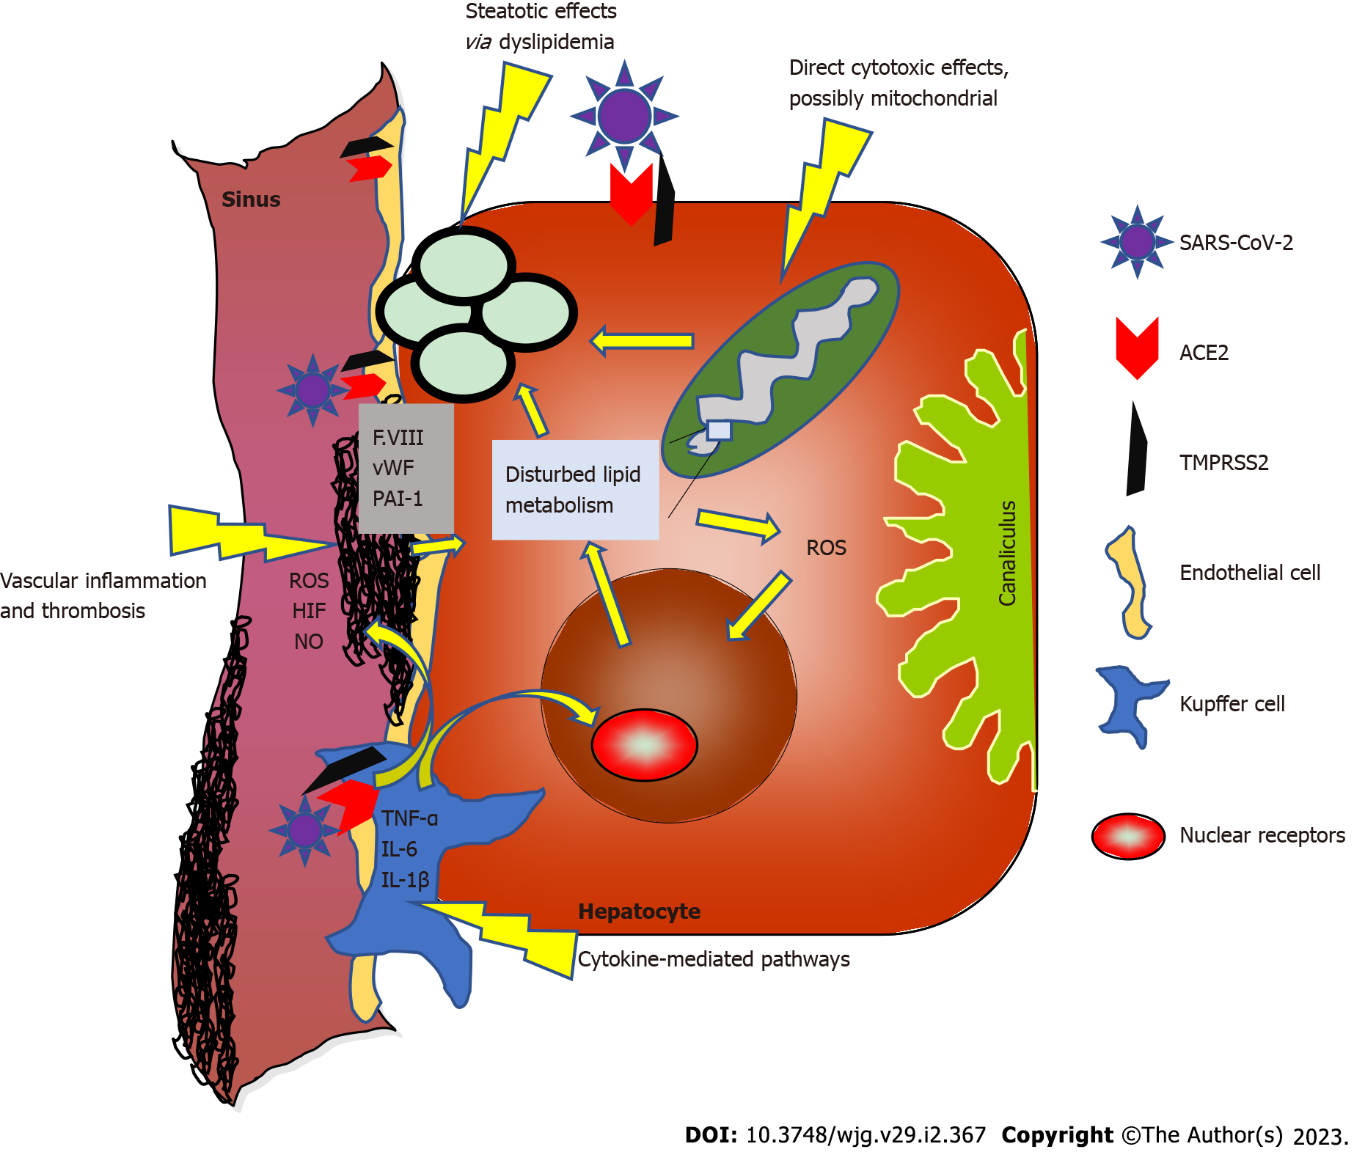 Steatotic effects
via dyslipidemia
Direct cytotoxic effects,
possibly mitochondrial
Sinus
SARS-CoV-2
ACE2
TMPRSS2
Endothelial cell
Kupffer cell
Nuclear receptors
F.VIII
vWF
PAI-1
Disturbed lipid
metabolism
ROS
Canaliculus
Vascular inflammation
and thrombosis
ROS
HIF
NO
TNF-α
IL-6
IL-1β
Hepatocyte
Cytokine-mediated pathways
DOI: 10.3748/wjg.v29.i2.367 Copyright ©The Author(s) 2023.